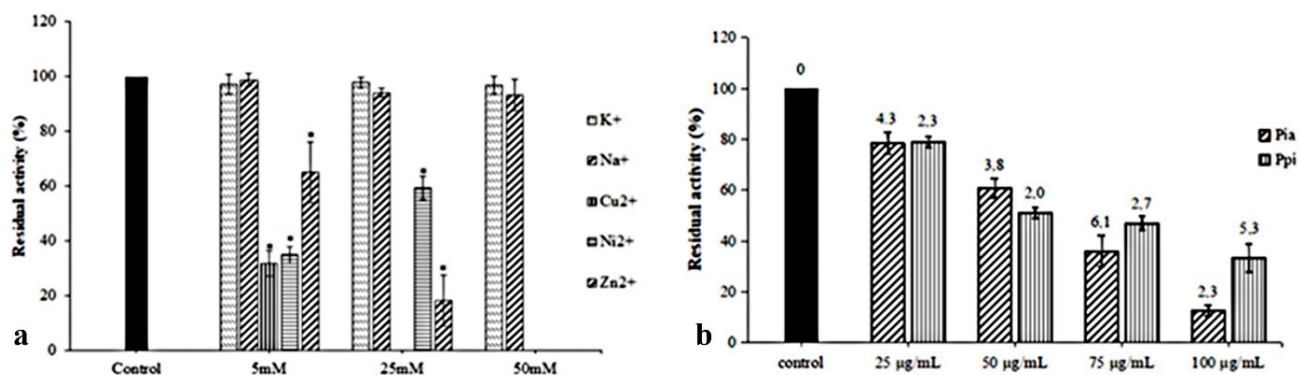 120
100
80
60
40
20
0
Residual activity (%)
Control
5mM
25mM
50mM
K+
Na+
Cu2+
Ni2+
Zn2+
a
120
100
80
60
40
20
0
Residual activity (%)
0
4.3
2.3
3,8
2,0
6,1
2,7
2,3
5,3
control
25 µg/mL
50 µg/mL
75 µg/mL
100 µg/mL
Pia
Ppi
b